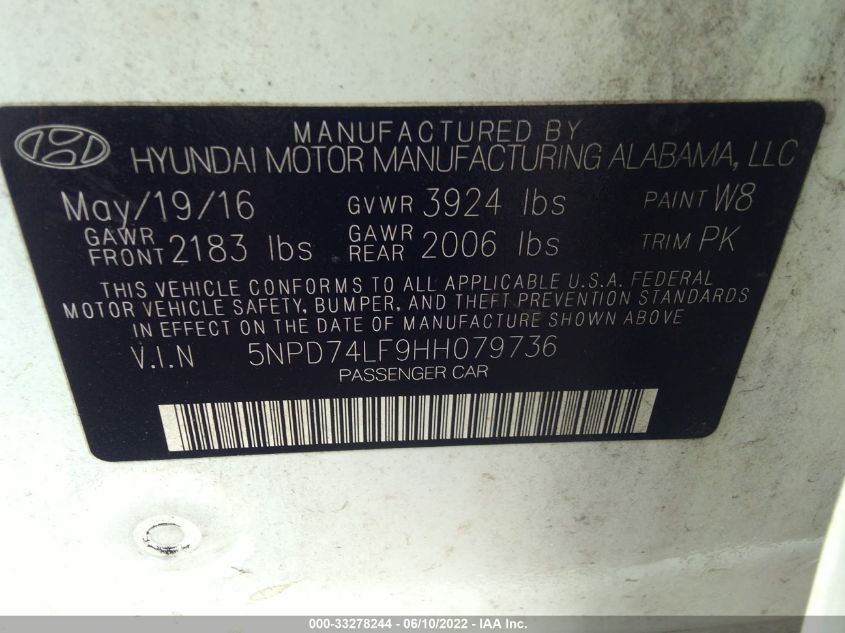 MANUFACTURED BY
HYUNDAI MOTOR MANUFACTURING ALABAMA, LLC
May/19/16 GVWR 3924 lbs PAINT W8
GAWR FRONT 2183 lbs GAWR REAR 2006 lbs TRIM PK
THIS VEHICLE CONFORMS TO ALL APPLICABLE U.S.A. FEDERAL
MOTOR VEHICLE SAFETY, BUMPER, AND THEFT PREVENTION STANDARDS
IN EFFECT ON THE DATE OF MANUFACTURE SHOWN ABOVE
V.I.N 5NPD74LF9HH079736
PASSENGER CAR
000-33278244 - 06/10/2022 - IAA Inc.